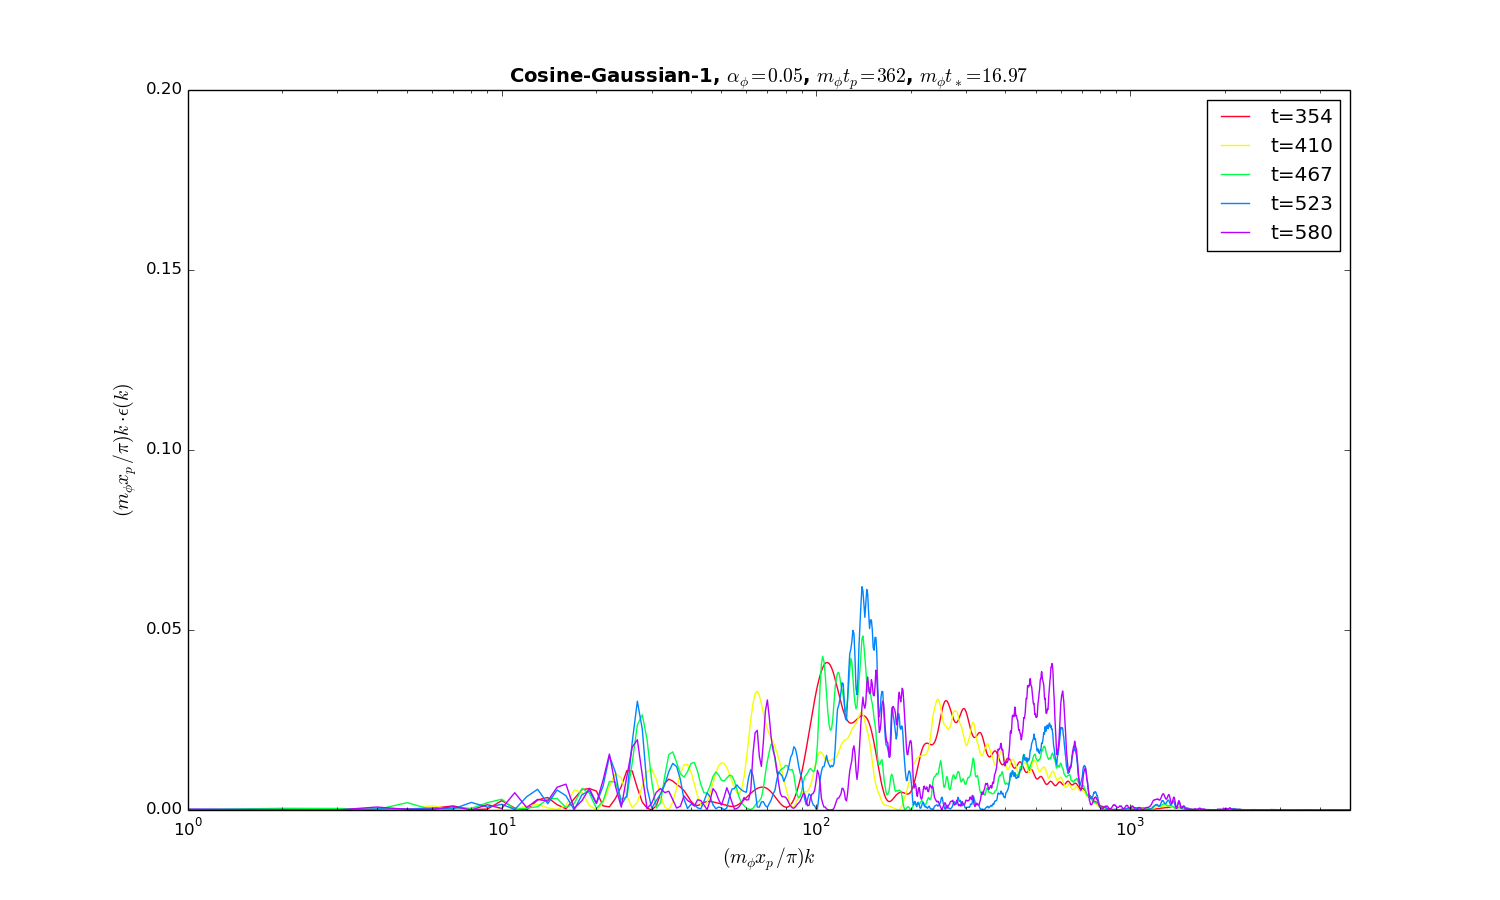 Cosine-Gaussian-1, α_ϕ=0.05, m_ϕt_p=362, m_ϕt_*=16.97
0.20
0.15
0.10
0.05
0.00
(m_ϕx_p/π)k·ϵ(k)
t=354
t=410
t=467
t=523
t=580
10^0
10^1
10^2
10^3
(m_ϕx_p/π)k